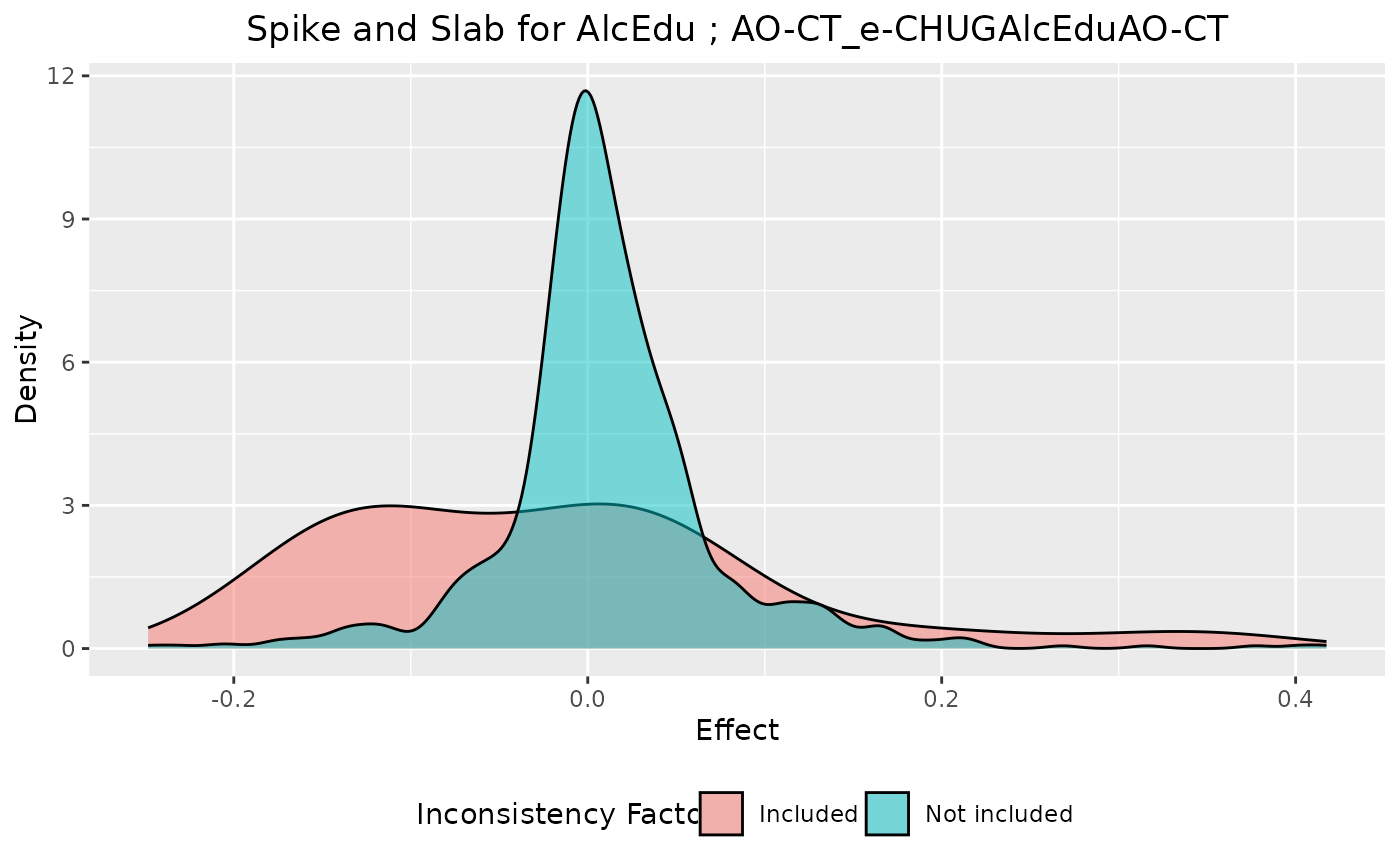 Spike and Slab for AlcEdu ; AO-CT_e-CHUGAlcEduAO-CT
12
9
6
3
0
Density
-0.2 0.0 0.2 0.4
Effect
Inconsistency Facto Included Not included